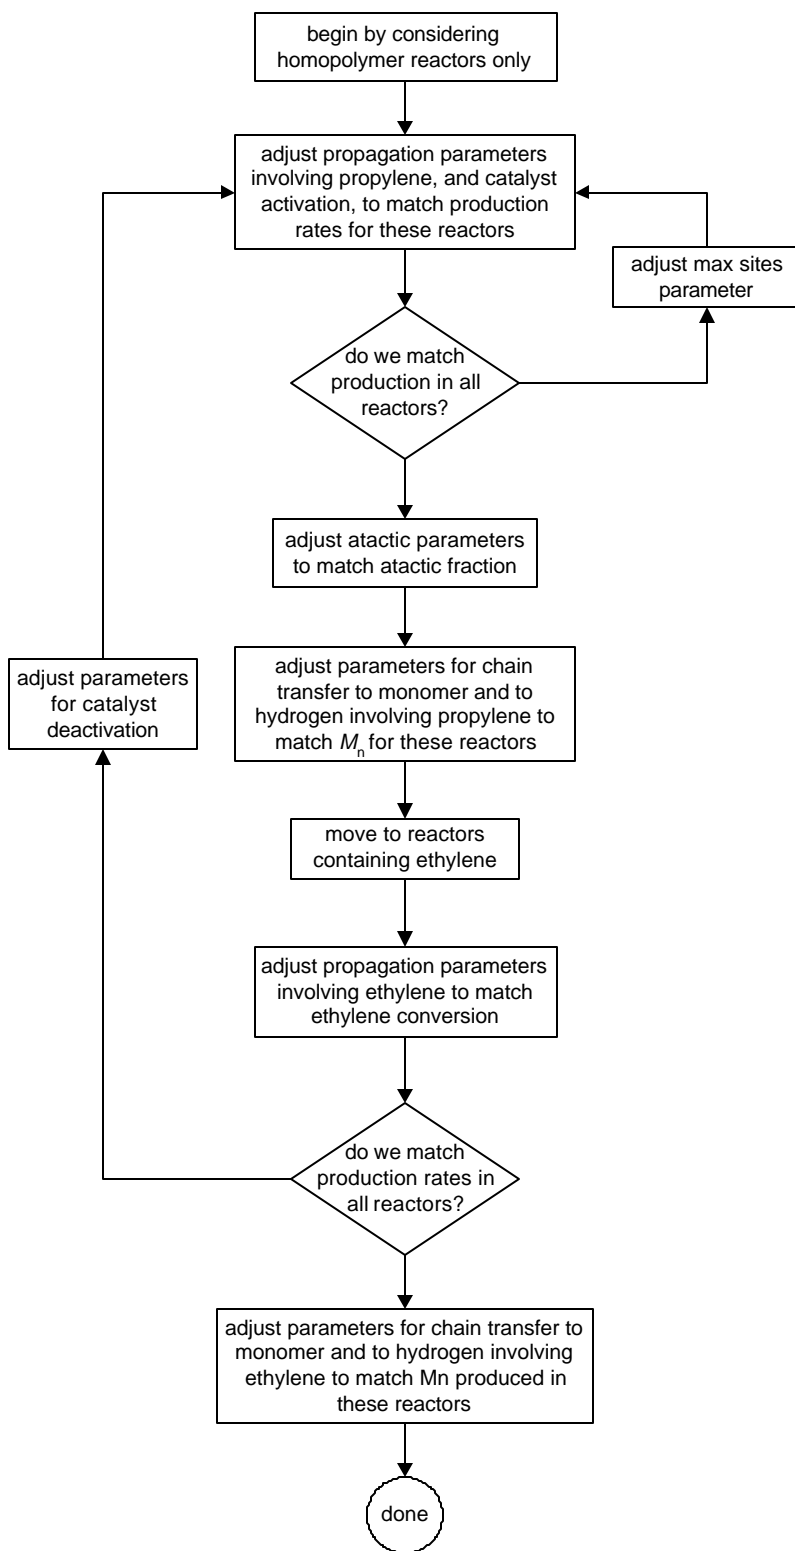 begin by considering
homopolymer reactors only
adjust propagation parameters
involving propylene, and catalyst
activation, to match production
rates for these reactors
adjust max sites
parameter
do we match
production in all
reactors?
adjust atactic parameters
to match atactic fraction
adjust parameters
for catalyst
deactivation
adjust parameters for chain
transfer to monomer and to
hydrogen involving propylene to
match Mn for these reactors
move to reactors
containing ethylene
adjust propagation parameters
involving ethylene to match
ethylene conversion
do we match
production rates in
all reactors?
adjust parameters for chain transfer to
monomer and to hydrogen involving
ethylene to match Mn produced in
these reactors
done